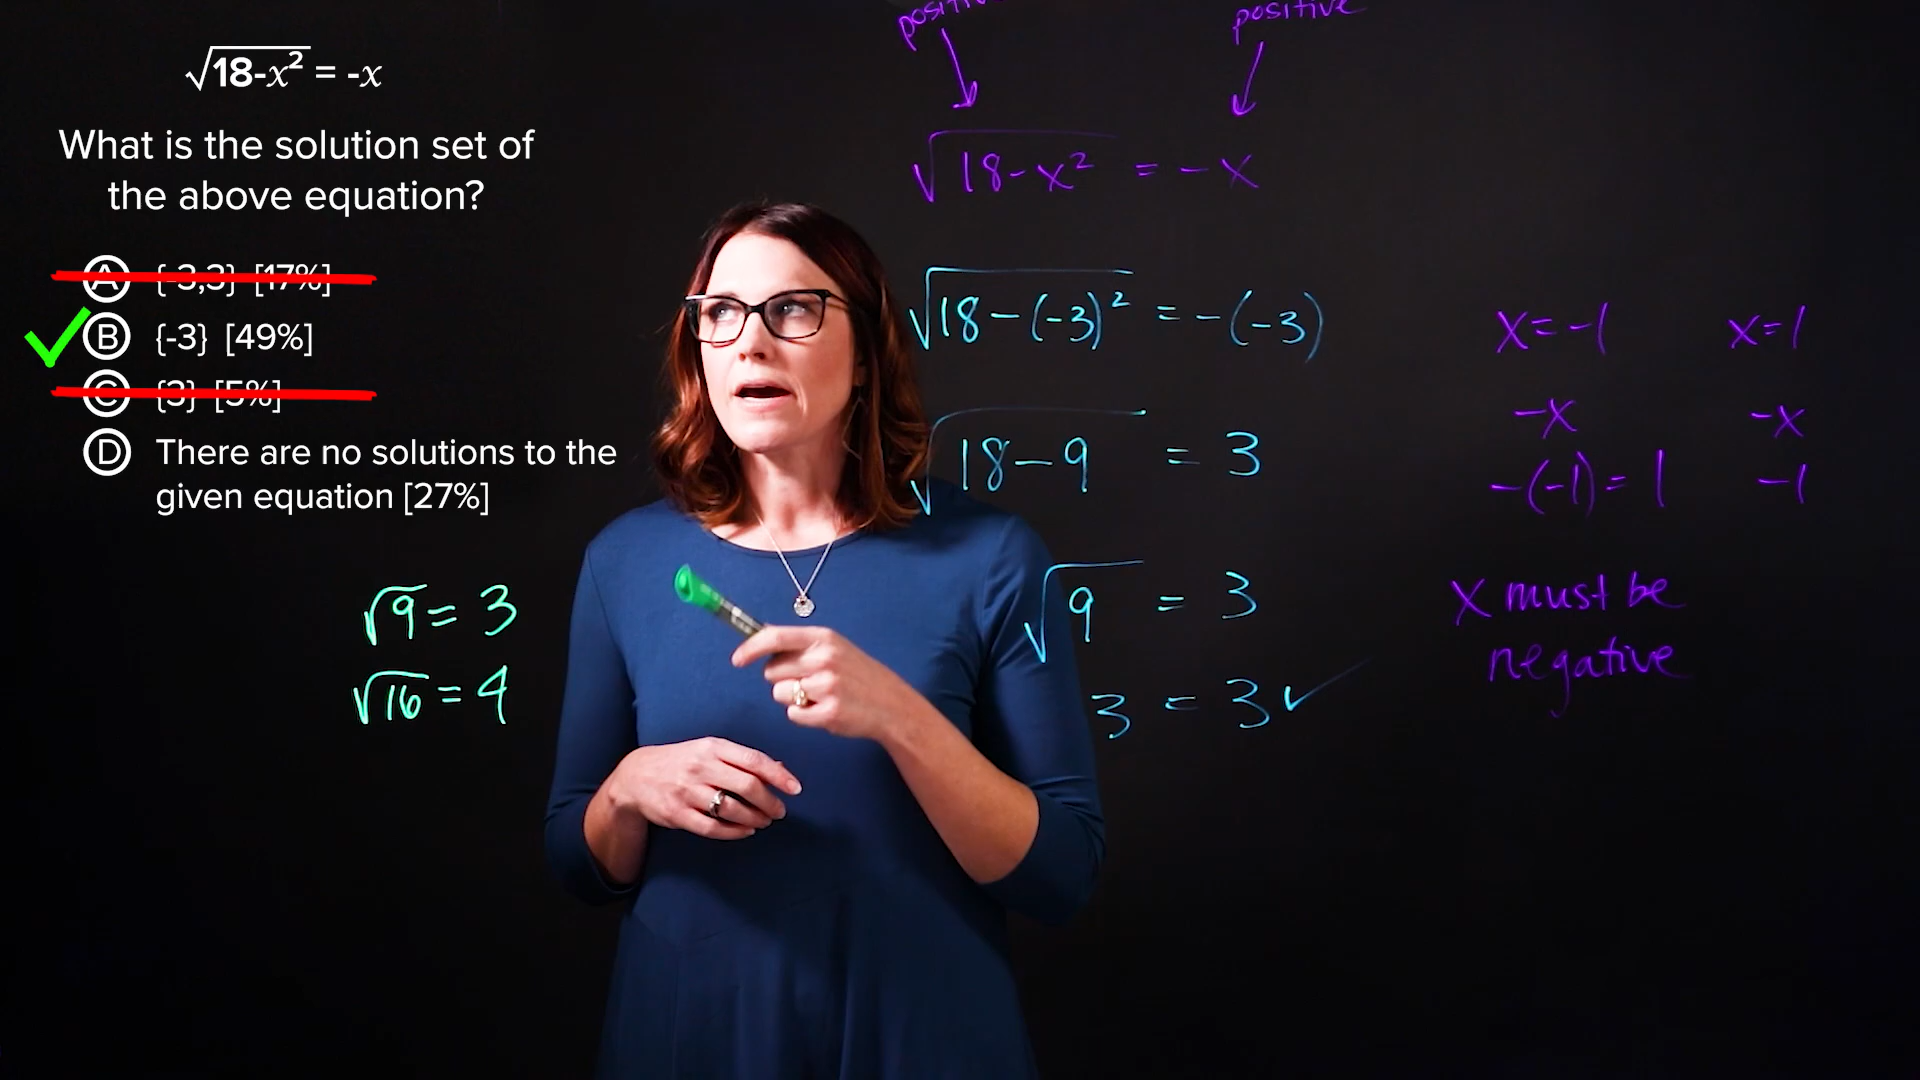 √18-x² = -x
What is the solution set of
the above equation?
A {-3,3} [17%]
B {-3} [49%]
C {3} [5%]
D There are no solutions to the
given equation [27%]
√9 = 3
√16 = 4
positive positive
√18-x² = -x
√18-(-3)² = -(-3)
√18-9 = 3
√9 = 3
3 = 3 ✓
x=-1 x=1
-x -x
-(-1)=1 -1
x must be
negative